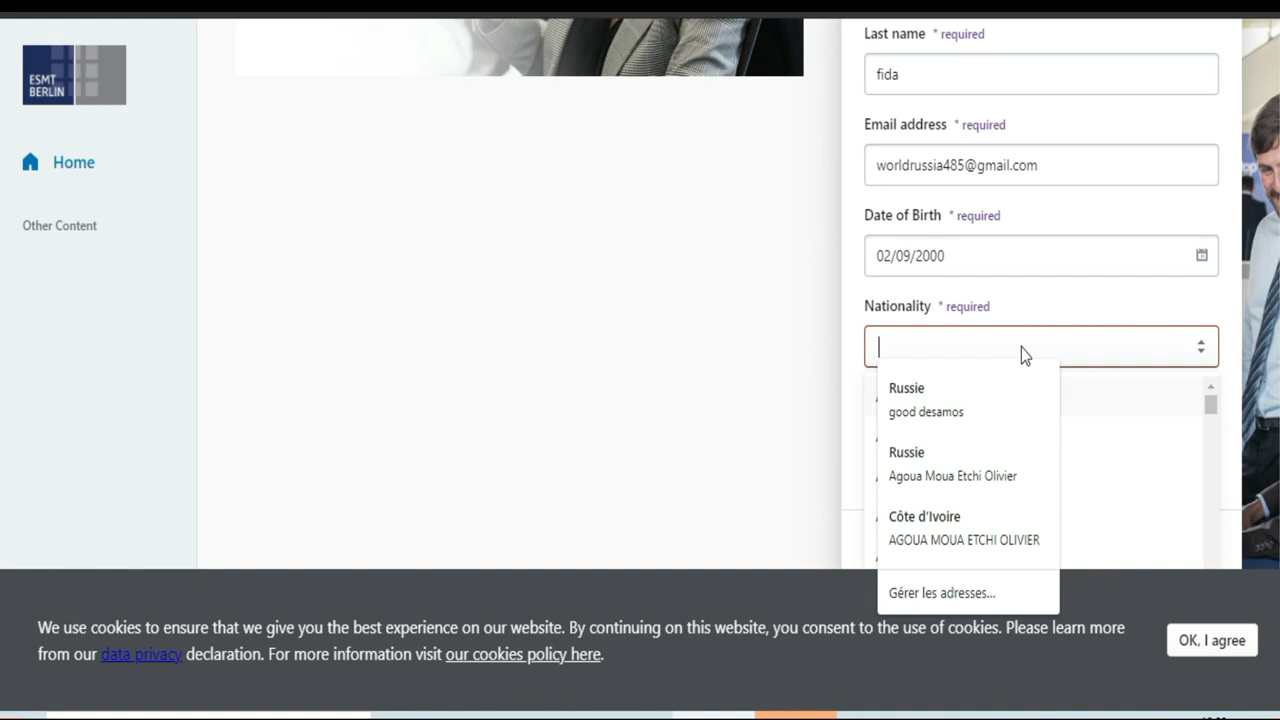 ESMT
BERLIN
Home
Other Content
Last name * required
fida
Email address * required
worldrussia485@gmail.com
Date of Birth * required
02/09/2000
Nationality * required
Russie
good desamos
Russie
Agoua Moua Etchi Olivier
Côte d'Ivoire
AGOUA MOUA ETCHI OLIVIER
Gérer les adresses...
We use cookies to ensure that we give you the best experience on our website. By continuing on this website, you consent to the use of cookies. Please learn more
from our data privacy declaration. For more information visit our cookies policy here.
OK, I agree